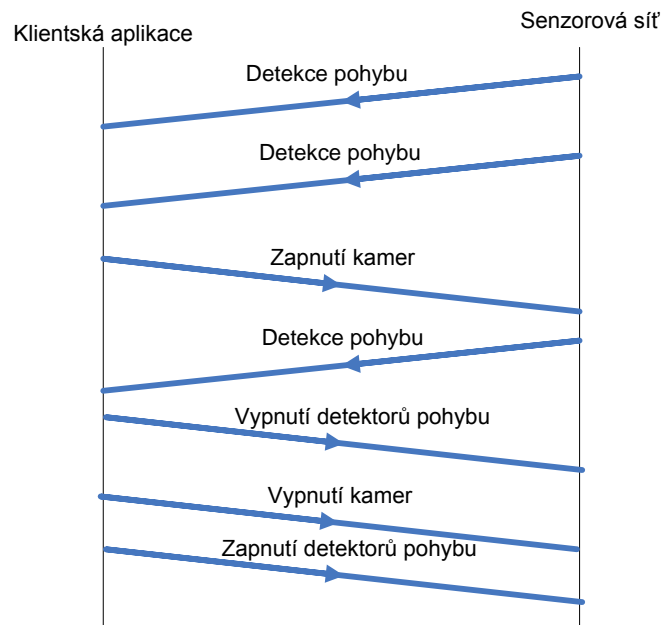 Klientská aplikace
Senzorová síť
Detekce pohybu
Detekce pohybu
Zapnutí kamer
Detekce pohybu
Vypnutí detektorů pohybu
Vypnutí kamer
Zapnutí detektorů pohybu